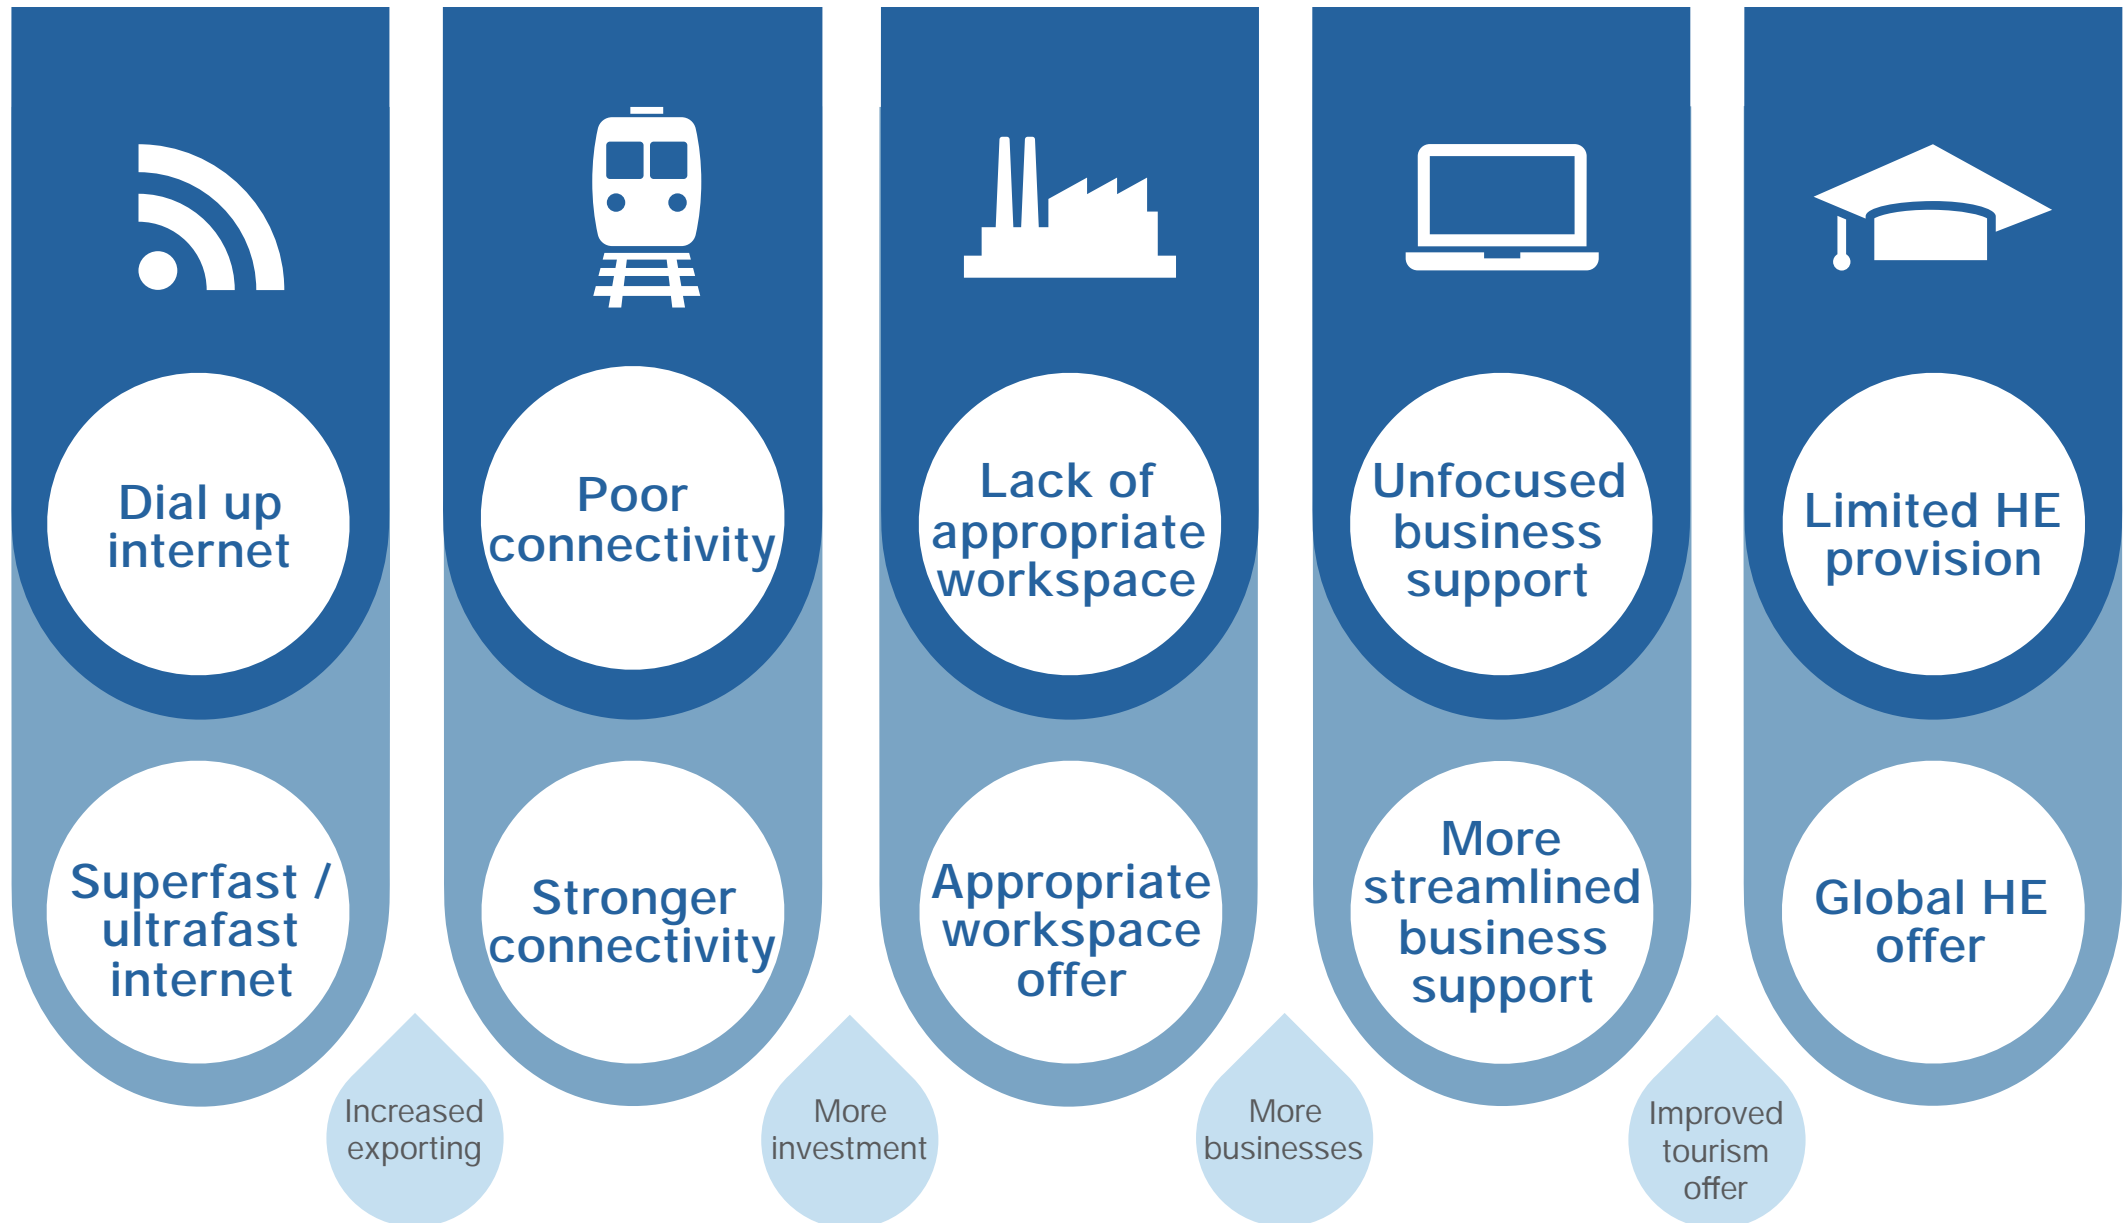 Dial up
internet
Poor
connectivity
Lack of
appropriate
workspace
Unfocused
business
support
Limited HE
provision
Superfast /
ultrafast
internet
Stronger
connectivity
Appropriate
workspace
offer
More
streamlined
business
support
Global HE
offer
Increased
exporting
More
investment
More
businesses
Improved
tourism
offer